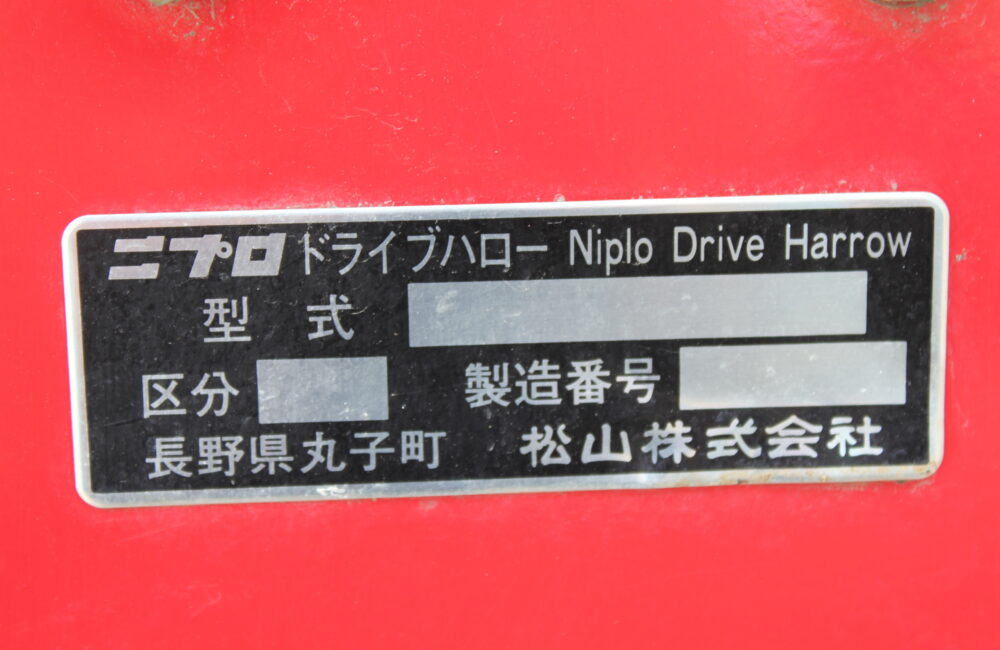 ニプロドライブハロー Niplo Drive Harrow
型 式
区分 製造番号
長野県丸子町 松山株式会社